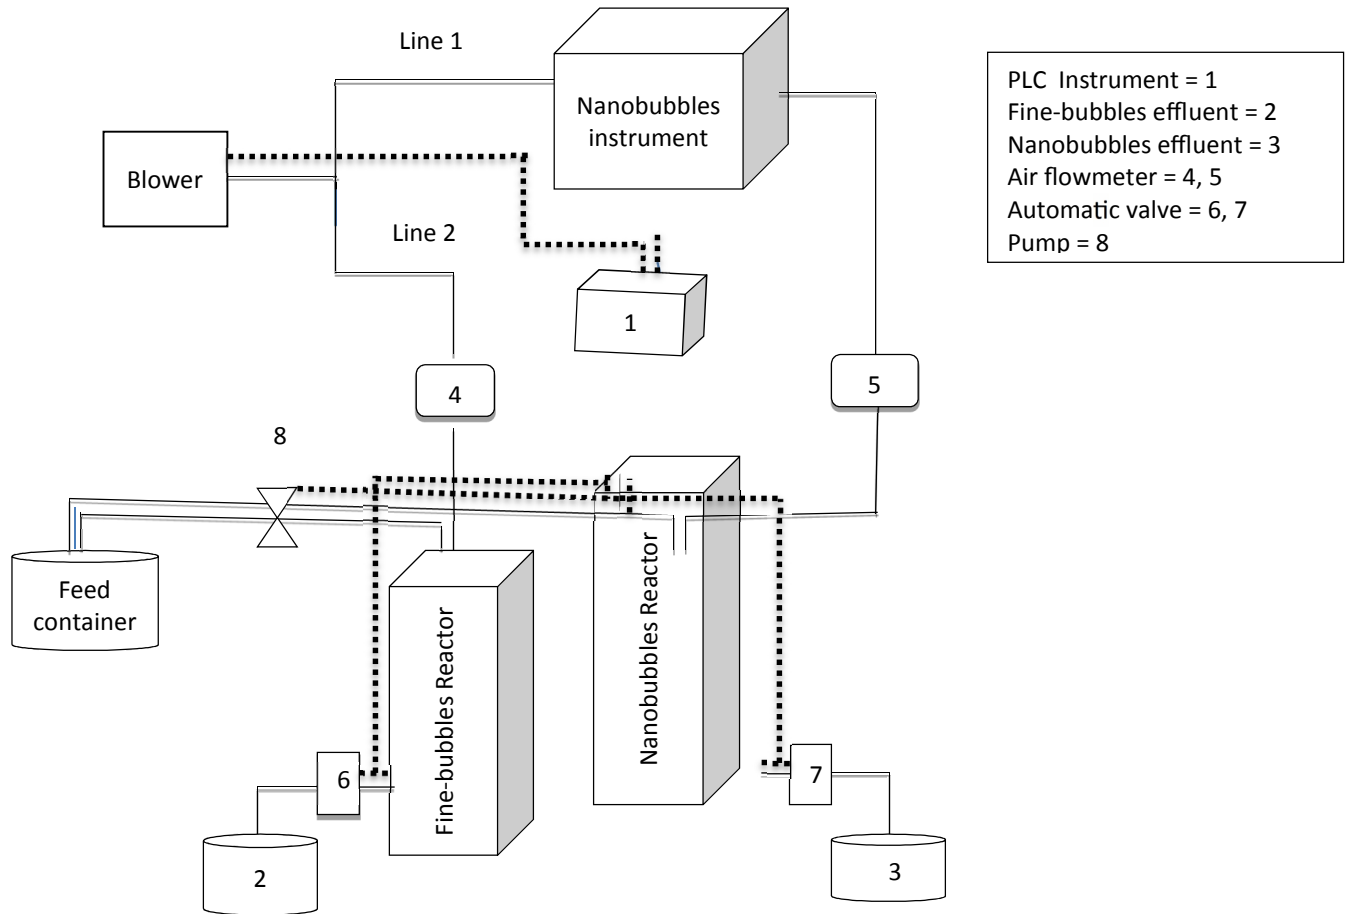 Line 1
Nanobubbles
instrument
PLC Instrument = 1
Fine-bubbles effluent = 2
Nanobubbles effluent = 3
Air flowmeter = 4, 5
Automatic valve = 6, 7
Pump = 8
Blower
Line 2
1
4
5
8
Feed
container
Fine-bubbles Reactor
Nanobubbles Reactor
6
7
2
3